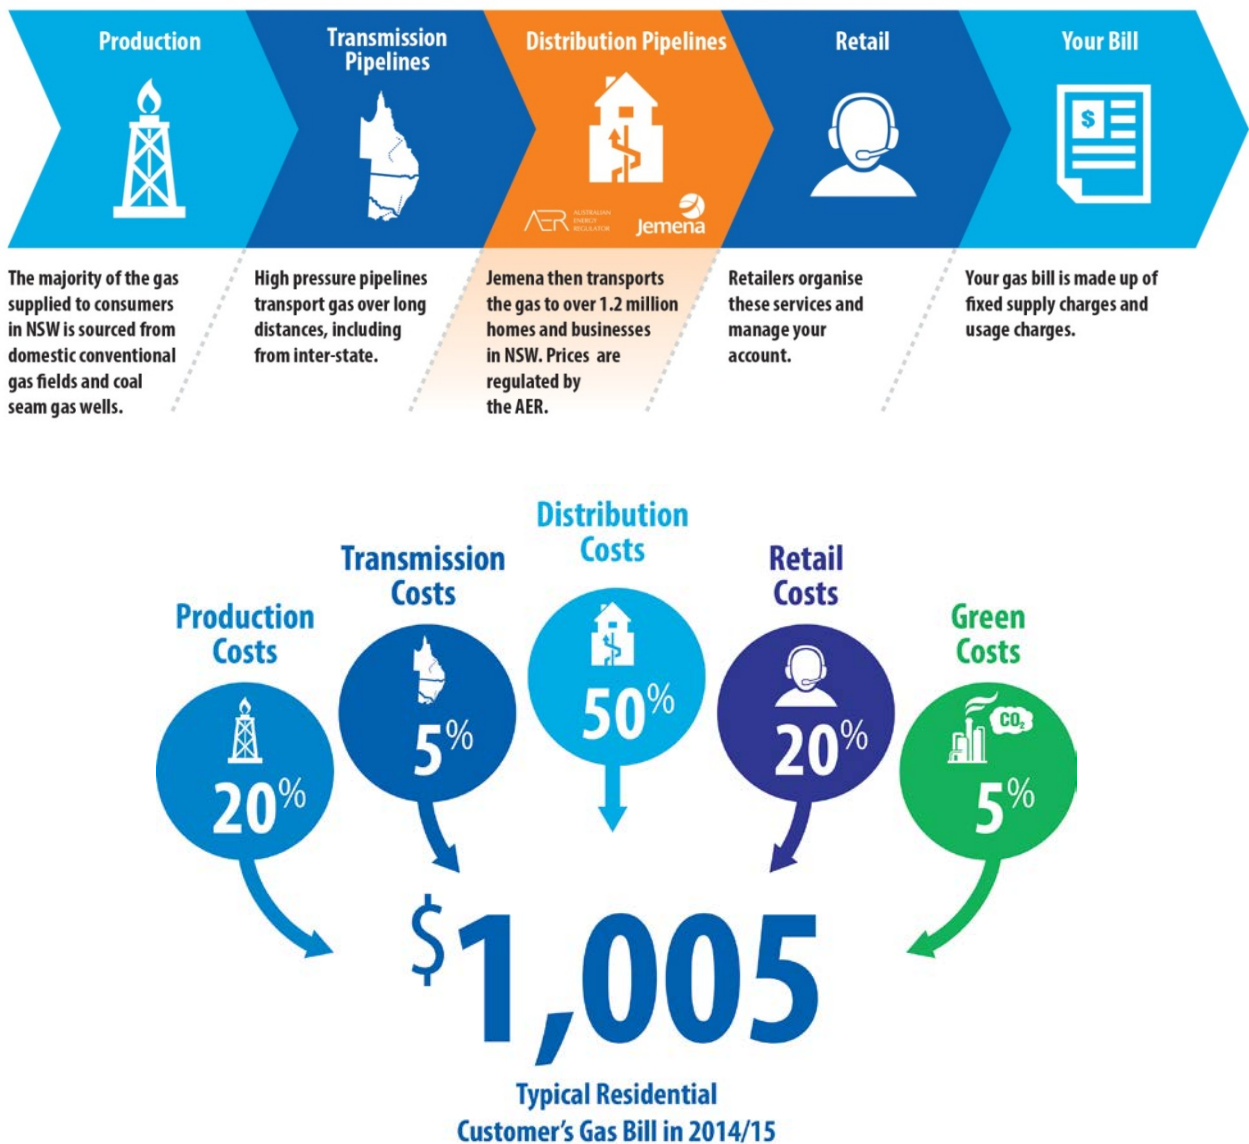 Production
Transmission
Pipelines
Distribution Pipelines
Retail
Your Bill
$
AER
AUSTRALIAN
ENERGY
REGULATOR
Jemena
The majority of the gas
supplied to consumers
in NSW is sourced from
domestic conventional
gas fields and coal
seam gas wells.
High pressure pipelines
transport gas over long
distances, including
from inter-state.
Jemena then transports
the gas to over 1.2 million
homes and businesses
in NSW. Prices are
regulated by
the AER.
Retailers organise
these services and
manage your
account.
Your gas bill is made up of
fixed supply charges and
usage charges.
Production
Costs
20%
Transmission
Costs
5%
Distribution
Costs
50%
Retail
Costs
20%
Green
Costs
CO₂
5%
$1,005
Typical Residential
Customer's Gas Bill in 2014/15